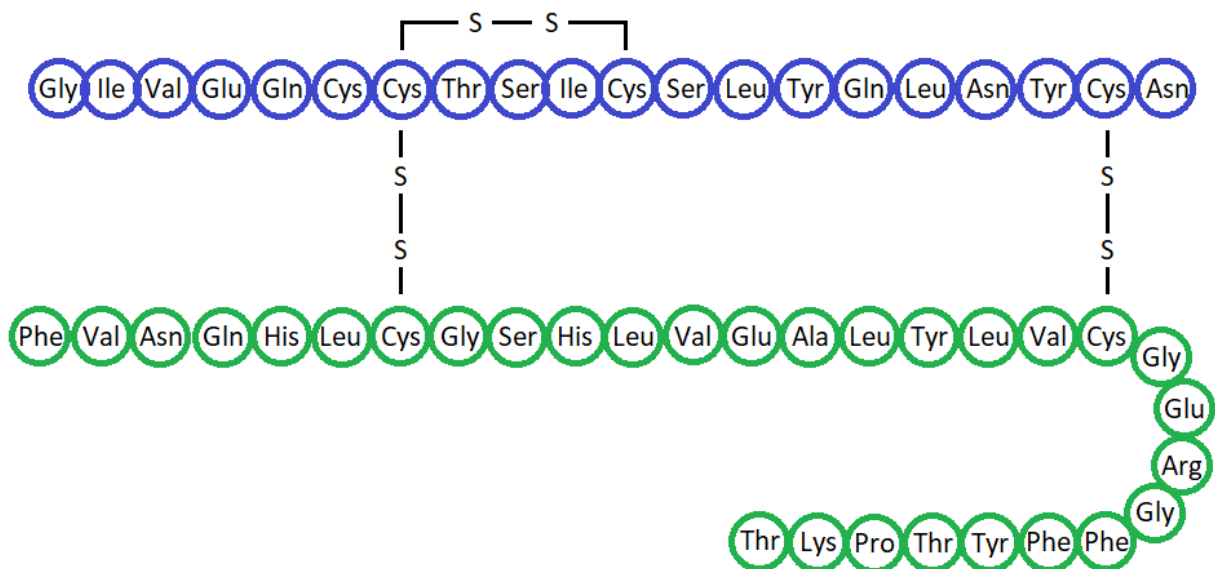 S S
Gly Ile Val Glu Gln Cys Cys Thr Ser Ile Cys Ser Leu Tyr Gln Leu Asn Tyr Cys Asn
S S
S S
Phe Val Asn Gln His Leu Cys Gly Ser His Leu Val Glu Ala Leu Tyr Leu Val Cys
Gly
Glu
Arg
Gly
Thr Lys Pro Thr Tyr Phe Phe